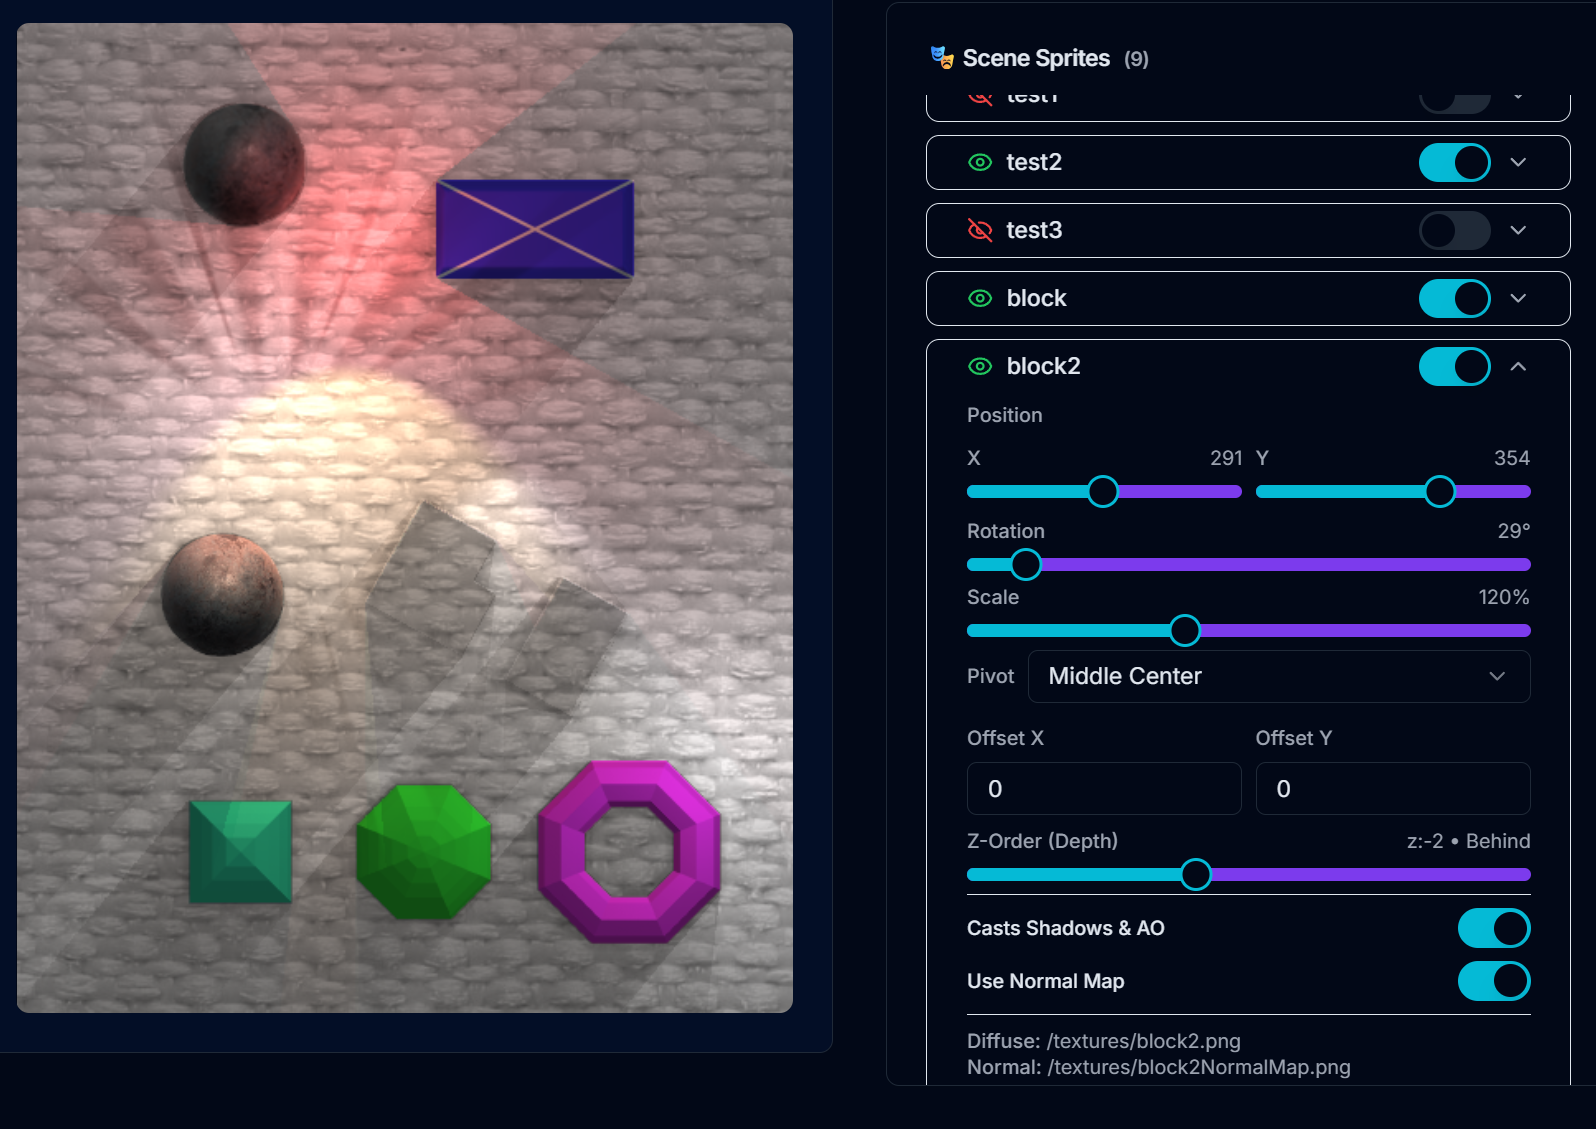 🎭 Scene Sprites (9)
test1
test2
test3
block
block2
Position
X 291 Y 354
Rotation 29°
Scale 120%
Pivot Middle Center
Offset X Offset Y
0 0
Z-Order (Depth) z:-2 • Behind
Casts Shadows & AO
Use Normal Map
Diffuse: /textures/block2.png
Normal: /textures/block2NormalMap.png